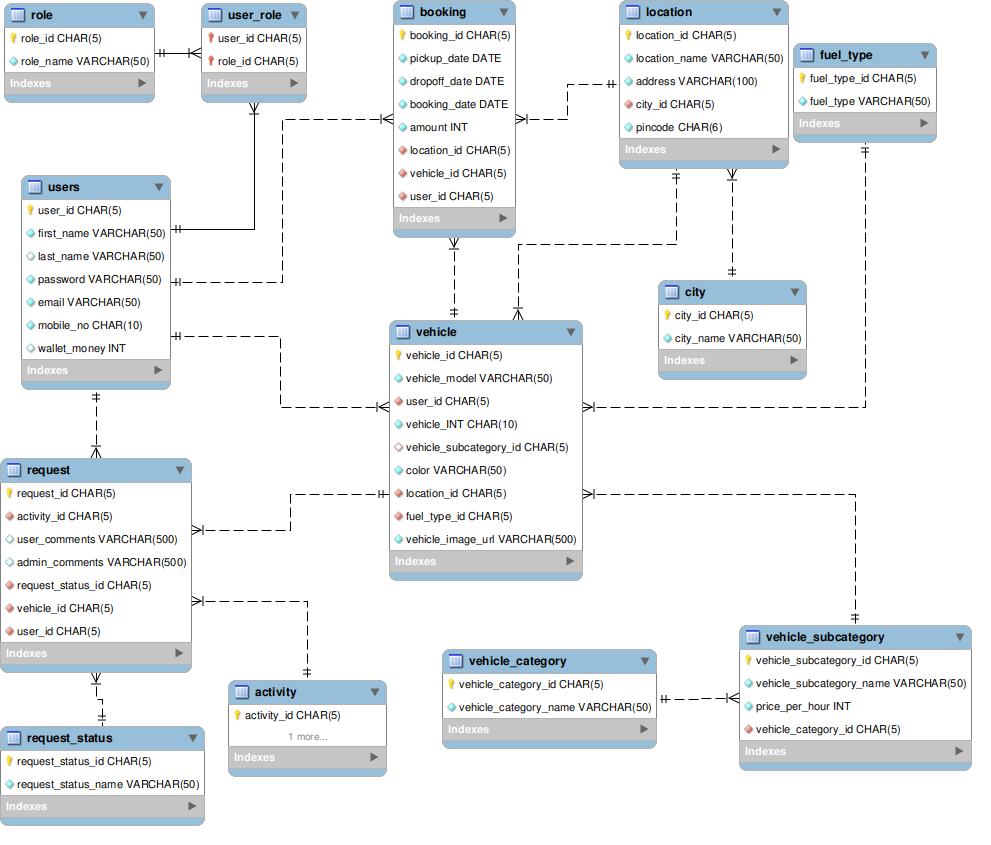 role
role_id CHAR(5)
role_name VARCHAR(50)
Indexes
user_role
user_id CHAR(5)
role_id CHAR(5)
Indexes
booking
booking_id CHAR(5)
pickup_date DATE
dropoff_date DATE
booking_date DATE
amount INT
location_id CHAR(5)
vehicle_id CHAR(5)
user_id CHAR(5)
Indexes
location
location_id CHAR(5)
location_name VARCHAR(50)
address VARCHAR(100)
city_id CHAR(5)
pincode CHAR(6)
Indexes
fuel_type
fuel_type_id CHAR(5)
fuel_type VARCHAR(50)
Indexes
users
user_id CHAR(5)
first_name VARCHAR(50)
last_name VARCHAR(50)
password VARCHAR(50)
email VARCHAR(50)
mobile_no CHAR(10)
wallet_money INT
Indexes
city
city_id CHAR(5)
city_name VARCHAR(50)
Indexes
vehicle
vehicle_id CHAR(5)
vehicle_model VARCHAR(50)
user_id CHAR(5)
vehicle_INT CHAR(10)
vehicle_subcategory_id CHAR(5)
color VARCHAR(50)
location_id CHAR(5)
fuel_type_id CHAR(5)
vehicle_image_url VARCHAR(500)
Indexes
request
request_id CHAR(5)
activity_id CHAR(5)
user_comments VARCHAR(500)
admin_comments VARCHAR(500)
request_status_id CHAR(5)
vehicle_id CHAR(5)
user_id CHAR(5)
Indexes
activity
activity_id CHAR(5)
1 more...
Indexes
vehicle_category
vehicle_category_id CHAR(5)
vehicle_category_name VARCHAR(50)
Indexes
vehicle_subcategory
vehicle_subcategory_id CHAR(5)
vehicle_subcategory_name VARCHAR(50)
price_per_hour INT
vehicle_category_id CHAR(5)
Indexes
request_status
request_status_id CHAR(5)
request_status_name VARCHAR(50)
Indexes